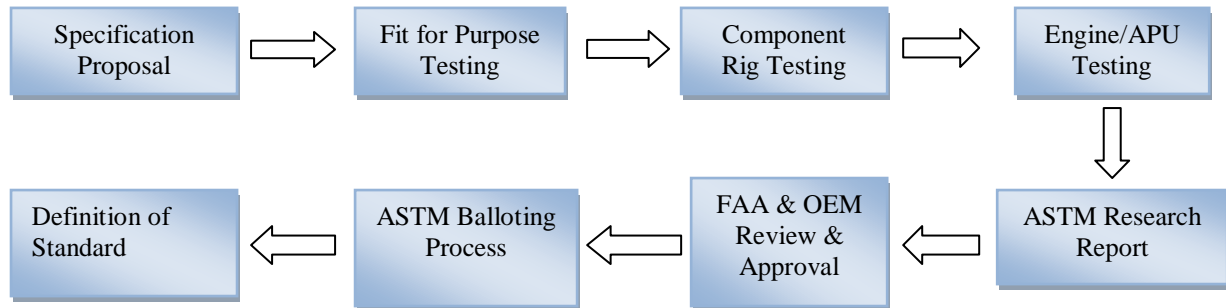 Specification
Proposal
Fit for Purpose
Testing
Component
Rig Testing
Engine/APU
Testing
ASTM Research
Report
FAA & OEM
Review &
Approval
ASTM Balloting
Process
Definition of
Standard